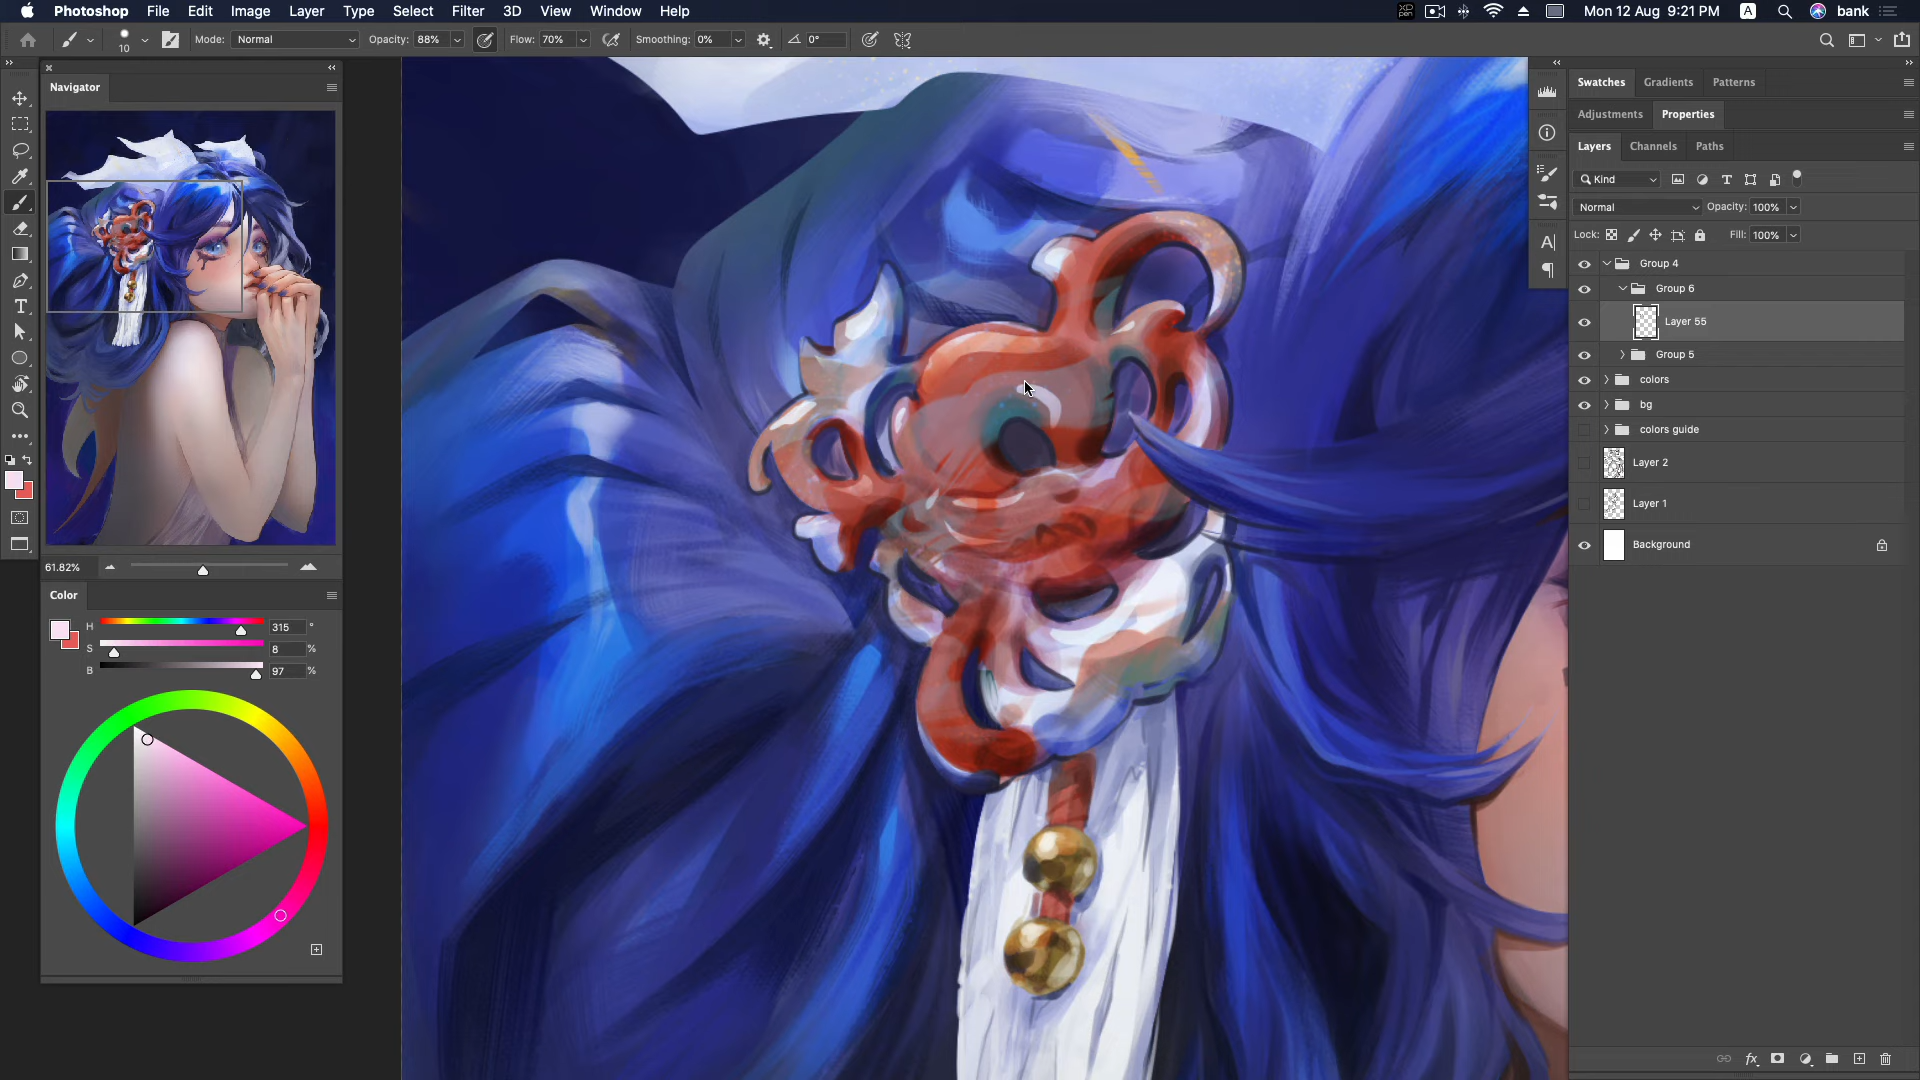 Photoshop File Edit Image Layer Type Select Filter 3D View Window Help
Mon 12 Aug 9:21 PM A bank
10 Mode: Normal Opacity: 88% Flow: 70% Smoothing: 0% 0°
Navigator
61.82%
Color
H 315 °
S 8 %
B 97 %
Swatches Gradients Patterns
Adjustments Properties
Layers Channels Paths
Kind
Normal Opacity: 100%
Lock: Fill: 100%
Group 4
Group 6
Layer 55
Group 5
colors
bg
colors guide
Layer 2
Layer 1
Background
fx